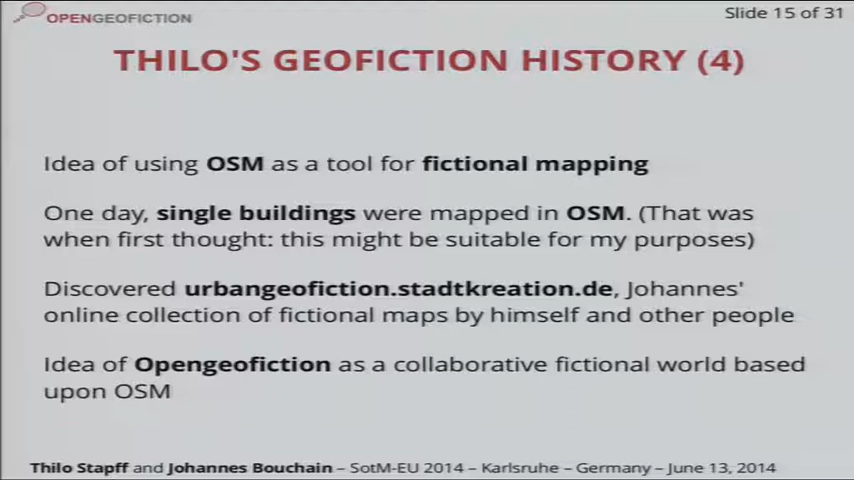 OPENGEOFICTION
Slide 15 of 31
THILO'S GEOFICTION HISTORY (4)
Idea of using OSM as a tool for fictional mapping
One day, single buildings were mapped in OSM. (That was
when first thought: this might be suitable for my purposes)
Discovered urbangeofiction.stadtkreation.de, Johannes'
online collection of fictional maps by himself and other people
Idea of Opengeofiction as a collaborative fictional world based
upon OSM
Thilo Stapff and Johannes Bouchain – SotM-EU 2014 – Karlsruhe – Germany – June 13, 2014